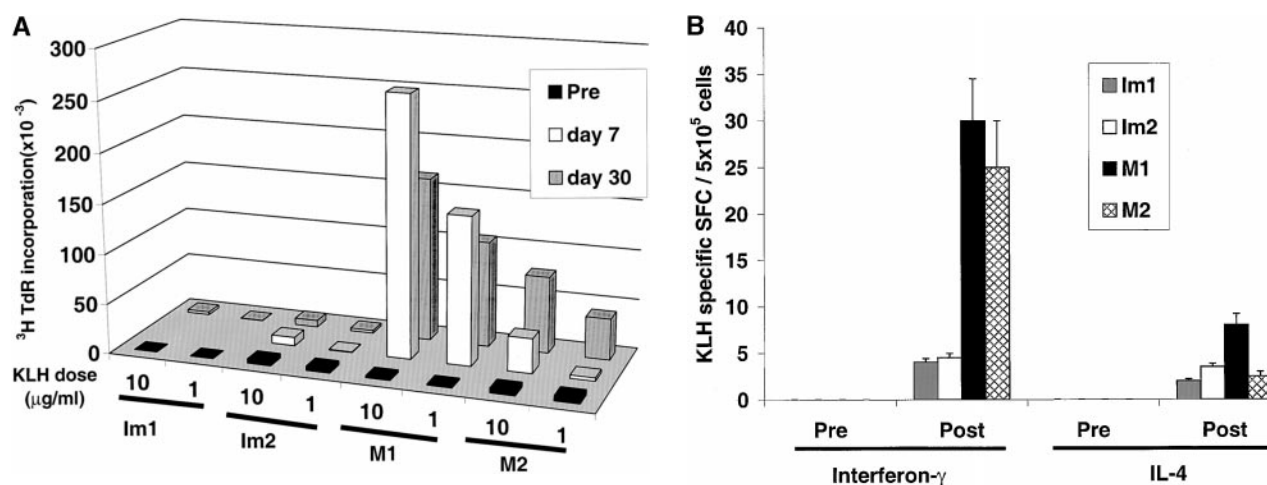 A
300
250
200
150
100
50
0
³H TdR incorporation(x10 ⁻³)
Pre
day 7
day 30
KLH dose
(µg/ml)
10 1 10 1 10 1 10 1
Im1 Im2 M1 M2
B
40
35
30
25
20
15
10
5
0
KLH specific SFC / 5x10⁵ cells
Im1
Im2
M1
M2
Pre Post Pre Post
Interferon-γ IL-4